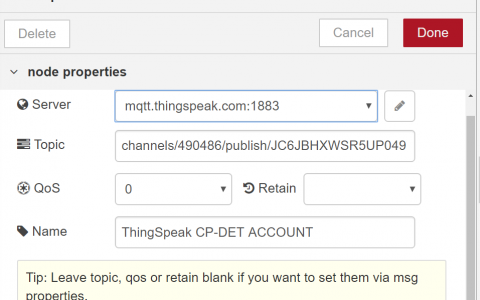 Delete
Cancel
Done
node properties
Server
mqtt.thingspeak.com:1883
Topic
channels/490486/publish/JC6JBHXWSR5UP049
QoS
0
Retain
Name
ThingSpeak CP-DET ACCOUNT
Tip: Leave topic, qos or retain blank if you want to set them via msg
properties.